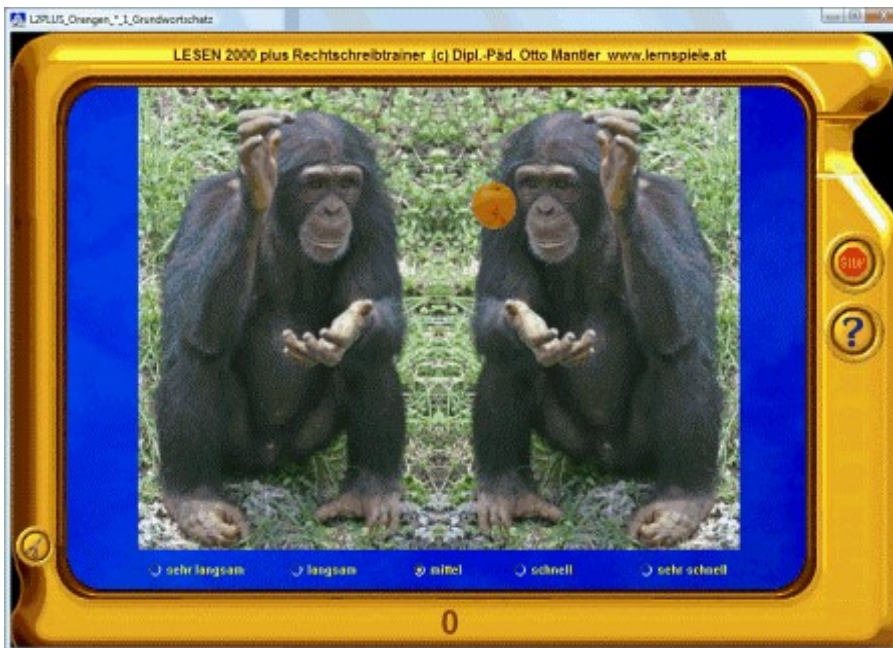 L2PLUS_Orangen_*_1_Grundwortschatz
LESEN 2000 plus Rechtschreibtrainer (c) Dipl.-Päd. Otto Mantler www.lernspiele.at
?
sehr langsam langsam mittel schnell sehr schnell
0